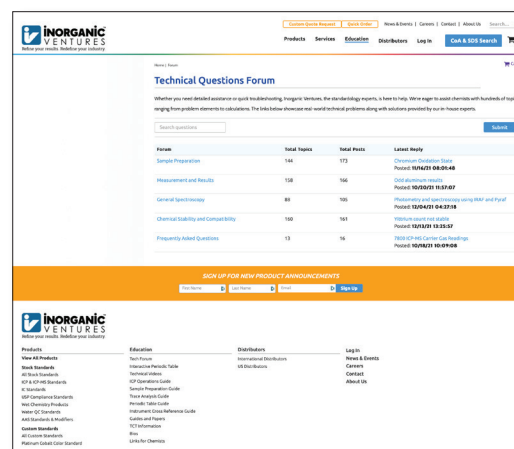 Custom Quote Request Quick Order News & Events | Careers | Contact | About Us Search...
INORGANIC
VENTURES
Refine your results. Redefine your industry.
Products Services Education Distributors Log In CoA & SDS Search
Home | Forum
Technical Questions Forum
Whether you need detailed assistance or quick troubleshooting, Inorganic Ventures, the standardology experts, is here to help. We're eager to assist chemists with hundreds of topi
ranging from problem elements to calculations. The links below showcase real-world technical problems along with solutions provided by our in-house experts.
Search questions Submit
Forum Total Topics Total Posts Latest Reply
Sample Preparation 144 173 Chromium Oxidation State
Posted: 11/16/21 08:01:48
Measurement and Results 158 166 Odd aluminum results
Posted: 10/20/21 11:57:07
General Spectroscopy 88 105 Photometry and spectroscopy using IRAF and Pyraf
Posted: 12/04/21 04:27:18
Chemical Stability and Compatibility 160 161 Yttrium count not stable
Posted: 12/13/21 12:25:57
Frequently Asked Questions 13 16 7800 ICP-MS Carrier Gas Readings
Posted: 10/18/21 10:09:08
SIGN UP FOR NEW PRODUCT ANNOUNCEMENTS
First Name Last Name Email Sign Up
INORGANIC
VENTURES
Refine your results. Redefine your industry.
Products
View All Products
Stock Standards
All Stock Standards
ICP & ICP-MS Standards
IC Standards
USP Compliance Standards
Wet Chemistry Products
Water QC Standards
AAS Standards & Modifiers
Custom Standards
All Custom Standards
Platinum Cobalt Color Standard
Education
Tech Forum
Interactive Periodic Table
Technical Videos
ICP Operations Guide
Sample Preparation Guide
Trace Analysis Guide
Periodic Table Guide
Instrument Cross-Reference Guide
Guides and Papers
TCT Information
Bios
Links for Chemists
Distributors
International Distributors
US Distributors
Log In
News & Events
Careers
Contact
About Us